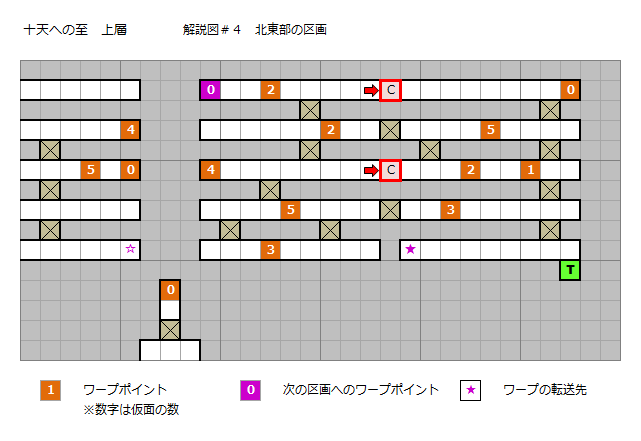 十天への至　上層　解説図＃４　北東部の区画
0 2 C 0
4 2 5
5 0 4 C 2 1
5 3
☆ 3 ★
T
0
1 ワープポイント 0 次の区画へのワープポイント ★ ワープの転送先
※数字は仮面の数